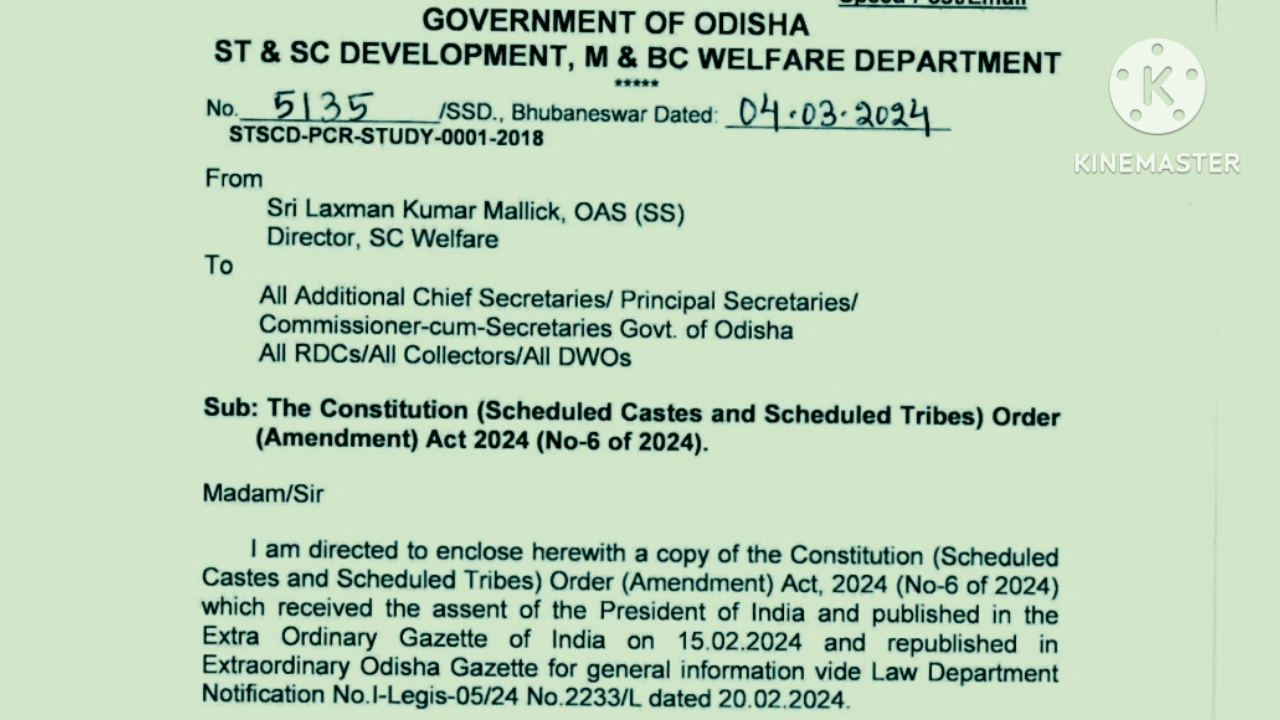 GOVERNMENT OF ODISHA
ST & SC DEVELOPMENT, M & BC WELFARE DEPARTMENT
*****
No. 5135 /SSD., Bhubaneswar Dated: 04.03.2024
STSCD-PCR-STUDY-0001-2018
From
Sri Laxman Kumar Mallick, OAS (SS)
Director, SC Welfare
To
All Additional Chief Secretaries/ Principal Secretaries/
Commissioner-cum-Secretaries Govt. of Odisha
All RDCs/All Collectors/All DWOs
Sub: The Constitution (Scheduled Castes and Scheduled Tribes) Order
(Amendment) Act 2024 (No-6 of 2024).
Madam/Sir
I am directed to enclose herewith a copy of the Constitution (Scheduled
Castes and Scheduled Tribes) Order (Amendment) Act, 2024 (No-6 of 2024)
which received the assent of the President of India and published in the
Extra Ordinary Gazette of India on 15.02.2024 and republished in
Extraordinary Odisha Gazette for general information vide Law Department
Notification No.I-Legis-05/24 No.2233/L dated 20.02.2024.
K
KINEMASTER